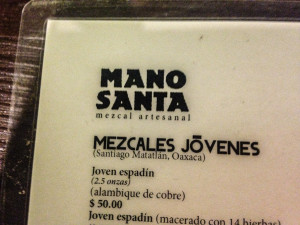 MANO
SANTA
mezcal artesanal
MEZCALES JŌVENES
(Santiago Matatlán, Oaxaca)
Joven espadín
(2.5 onzas)
(alambique de cobre)
$ 50.00
Joven espadín (macerado con 14 hierbas)